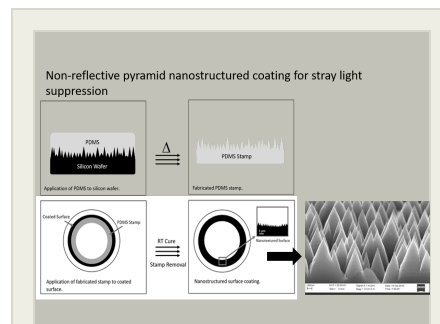 Non-reflective pyramid nanostructured coating for stray light
suppression
PDMS
Silicon Wafer
Application of PDMS to silicon wafer.
Δ
PDMS Stamp
Fabricated PDMS stamp.
Coated Surface
PDMS Stamp
Application of fabricated stamp to coated
surface.
RT Cure
Stamp Removal
Nanostructured Surface
Nanostructured surface coating.